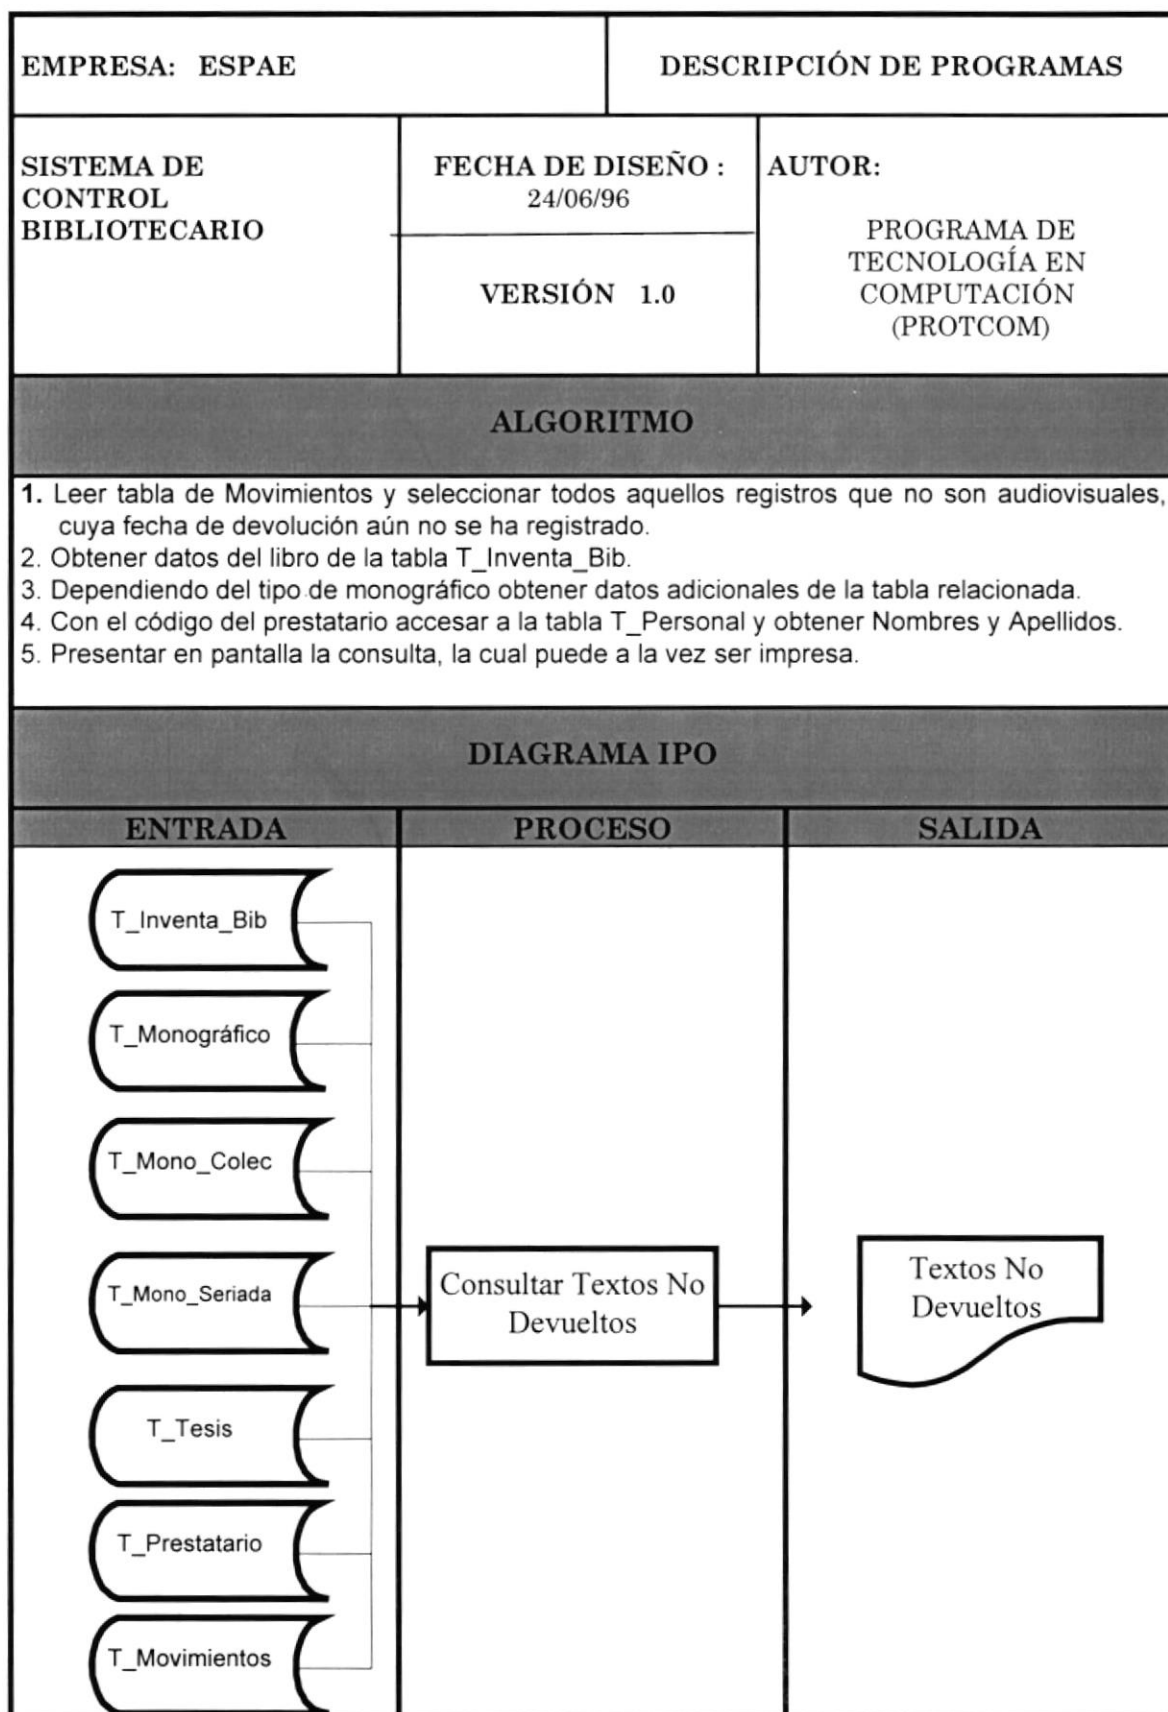 EMPRESA: ESPAE
DESCRIPCIÓN DE PROGRAMAS
SISTEMA DE
CONTROL
BIBLIOTECARIO
FECHA DE DISEÑO :
24/06/96
VERSIÓN 1.0
AUTOR:
PROGRAMA DE
TECNOLOGÍA EN
COMPUTACIÓN
(PROTCOM)
ALGORITMO
1. Leer tabla de Movimientos y seleccionar todos aquellos registros que no son audiovisuales,
cuya fecha de devolución aún no se ha registrado.
2. Obtener datos del libro de la tabla T_Inventa_Bib.
3. Dependiendo del tipo de monográfico obtener datos adicionales de la tabla relacionada.
4. Con el código del prestatario accesar a la tabla T_Personal y obtener Nombres y Apellidos.
5. Presentar en pantalla la consulta, la cual puede a la vez ser impresa.
DIAGRAMA IPO
ENTRADA
PROCESO
SALIDA
T_Inventa_Bib
T_Monográfico
T_Mono_Colec
T_Mono_Seriada
T_Tesis
T_Prestatario
T_Movimientos
Consultar Textos No
Devueltos
Textos No
Devueltos